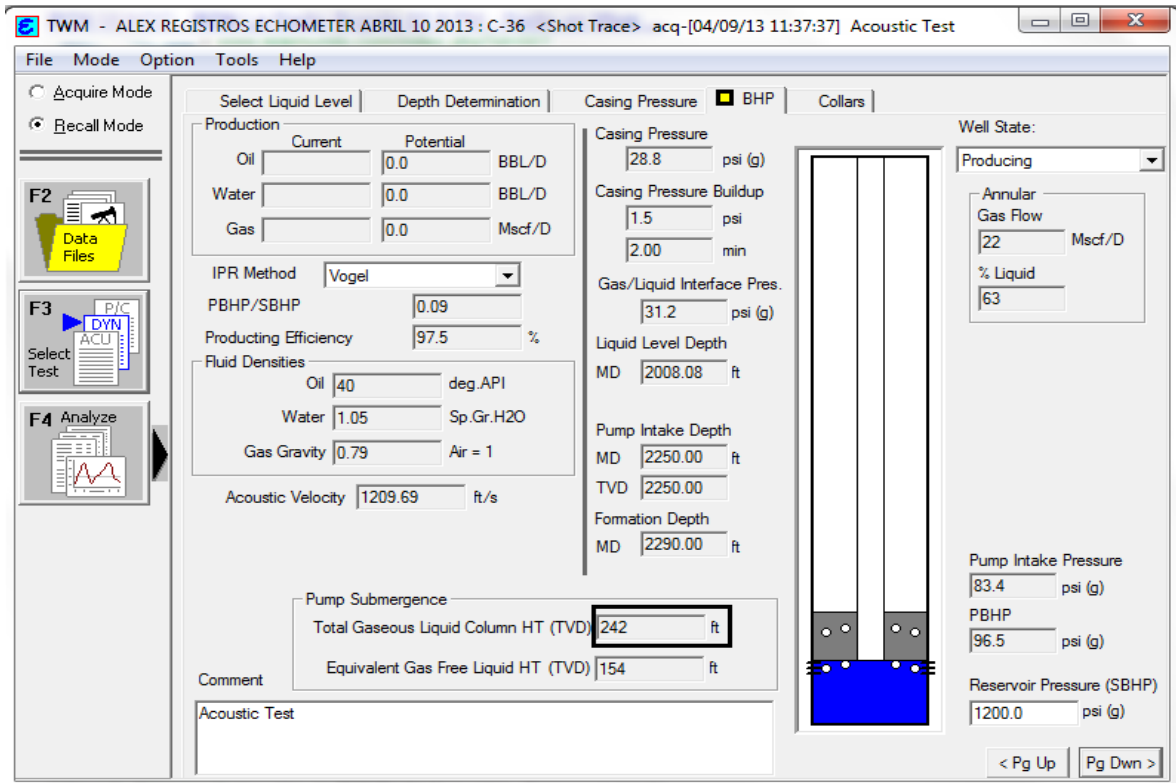 TWM - ALEX REGISTROS ECHOMETER ABRIL 10 2013 : C-36 <Shot Trace> acq-[04/09/13 11:37:37] Acoustic Test
File Mode Option Tools Help
Acquire Mode
Recall Mode
F2
Data
Files
F3
P/C
DYN
ACU
Select
Test
F4 Analyze
Select Liquid Level
Depth Determination
Casing Pressure
BHP
Collars
Production
Current Potential
Oil 0.0 BBL/D
Water 0.0 BBL/D
Gas 0.0 Mscf/D
IPR Method Vogel
PBHP/SBHP 0.09
Producting Efficiency 97.5 %
Fluid Densities
Oil 40 deg.API
Water 1.05 Sp.Gr.H2O
Gas Gravity 0.79 Air = 1
Acoustic Velocity 1209.69 ft/s
Casing Pressure
28.8 psi (g)
Casing Pressure Buildup
1.5 psi
2.00 min
Gas/Liquid Interface Pres.
31.2 psi (g)
Liquid Level Depth
MD 2008.08 ft
Pump Intake Depth
MD 2250.00 ft
TVD 2250.00
Formation Depth
MD 2290.00 ft
Pump Submergence
Total Gaseous Liquid Column HT (TVD) 242 ft
Equivalent Gas Free Liquid HT (TVD) 154 ft
Comment
Acoustic Test
Well State:
Producing
Annular
Gas Flow
22 Mscf/D
% Liquid
63
Pump Intake Pressure
83.4 psi (g)
PBHP
96.5 psi (g)
Reservoir Pressure (SBHP)
1200.0 psi (g)
< Pg Up
Pg Dwn >